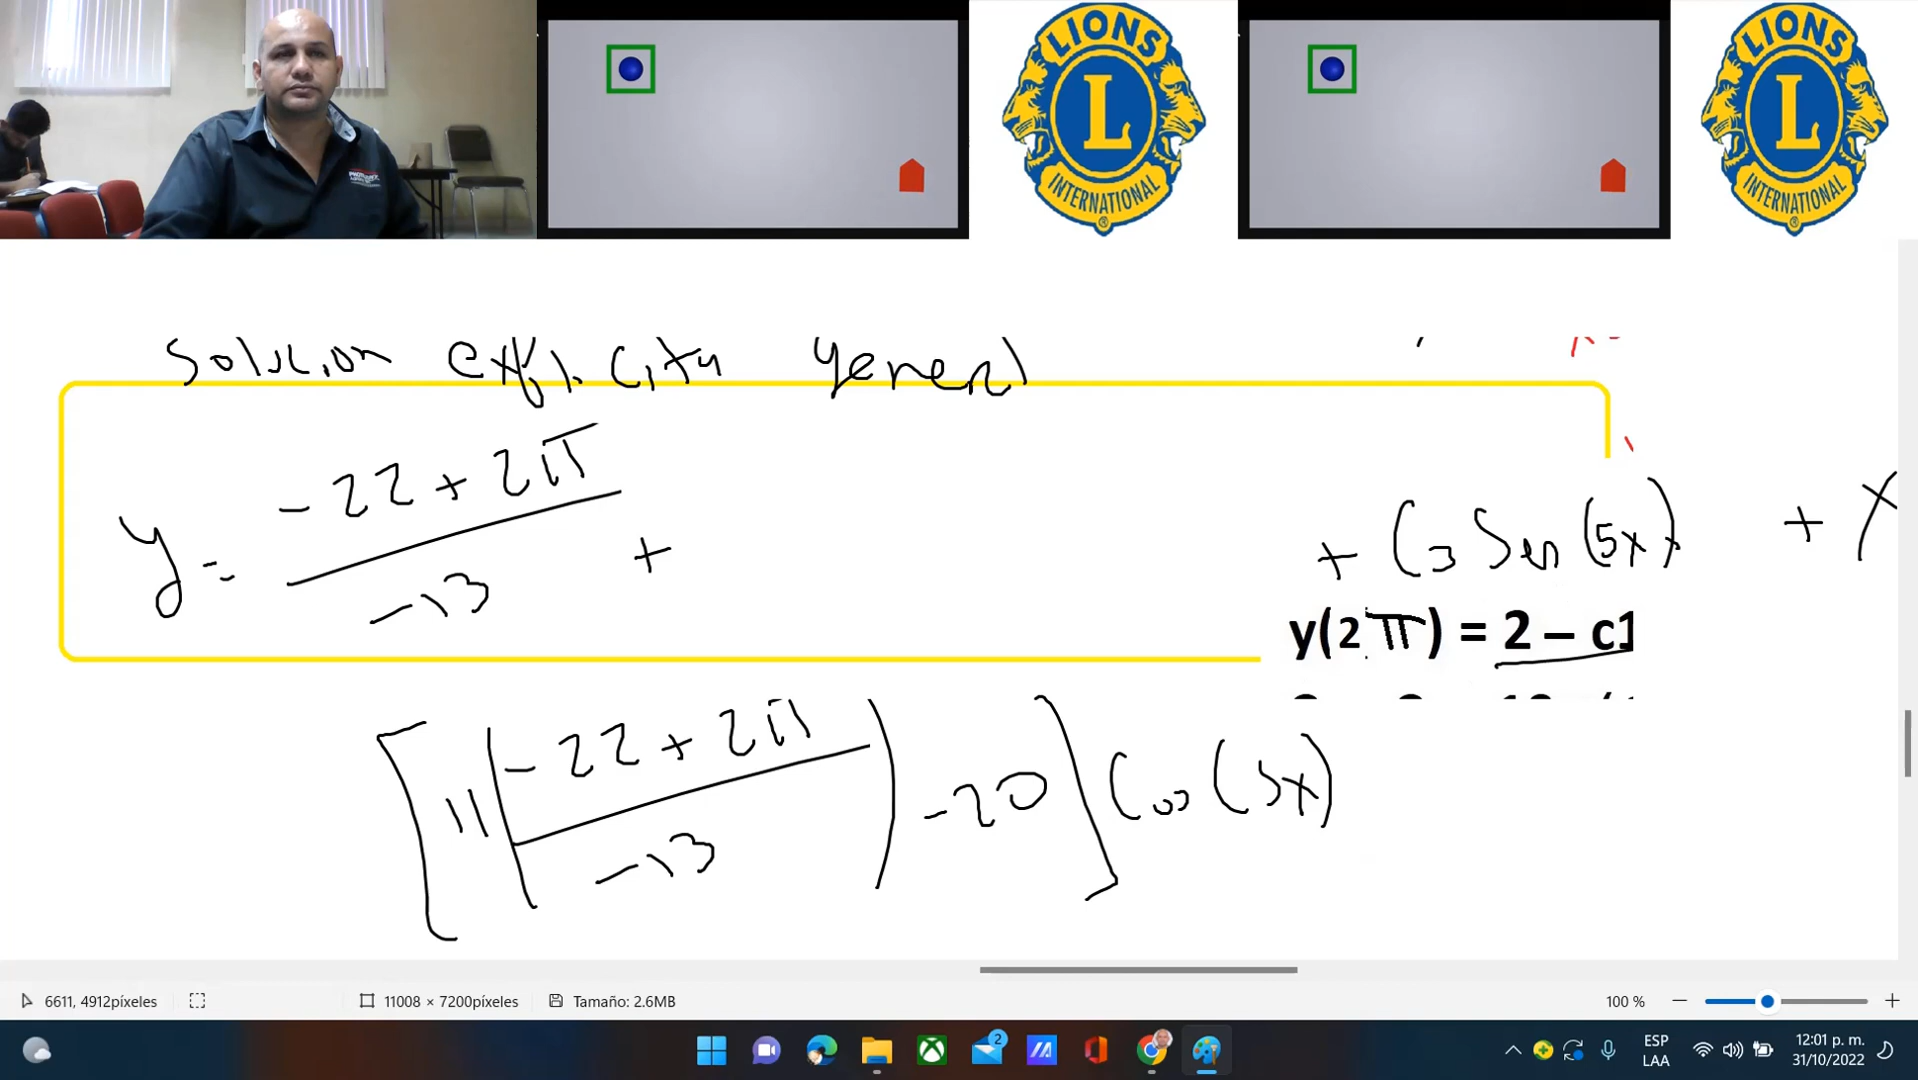 LIONS
L
INTERNATIONAL
®
LIONS
L
INTERNATIONAL
®
Solucion explicita general
y = (-22 + 2π) / -13 +
+ C3 Sen (5x) + x
y(2π) = 2 – c1
[11((-22 + 2π) / -13) - 20] Cos (5x)
6611, 4912píxeles
11008 × 7200píxeles
Tamaño: 2.6MB
100 %
2
ESP
LAA
12:01 p. m.
31/10/2022